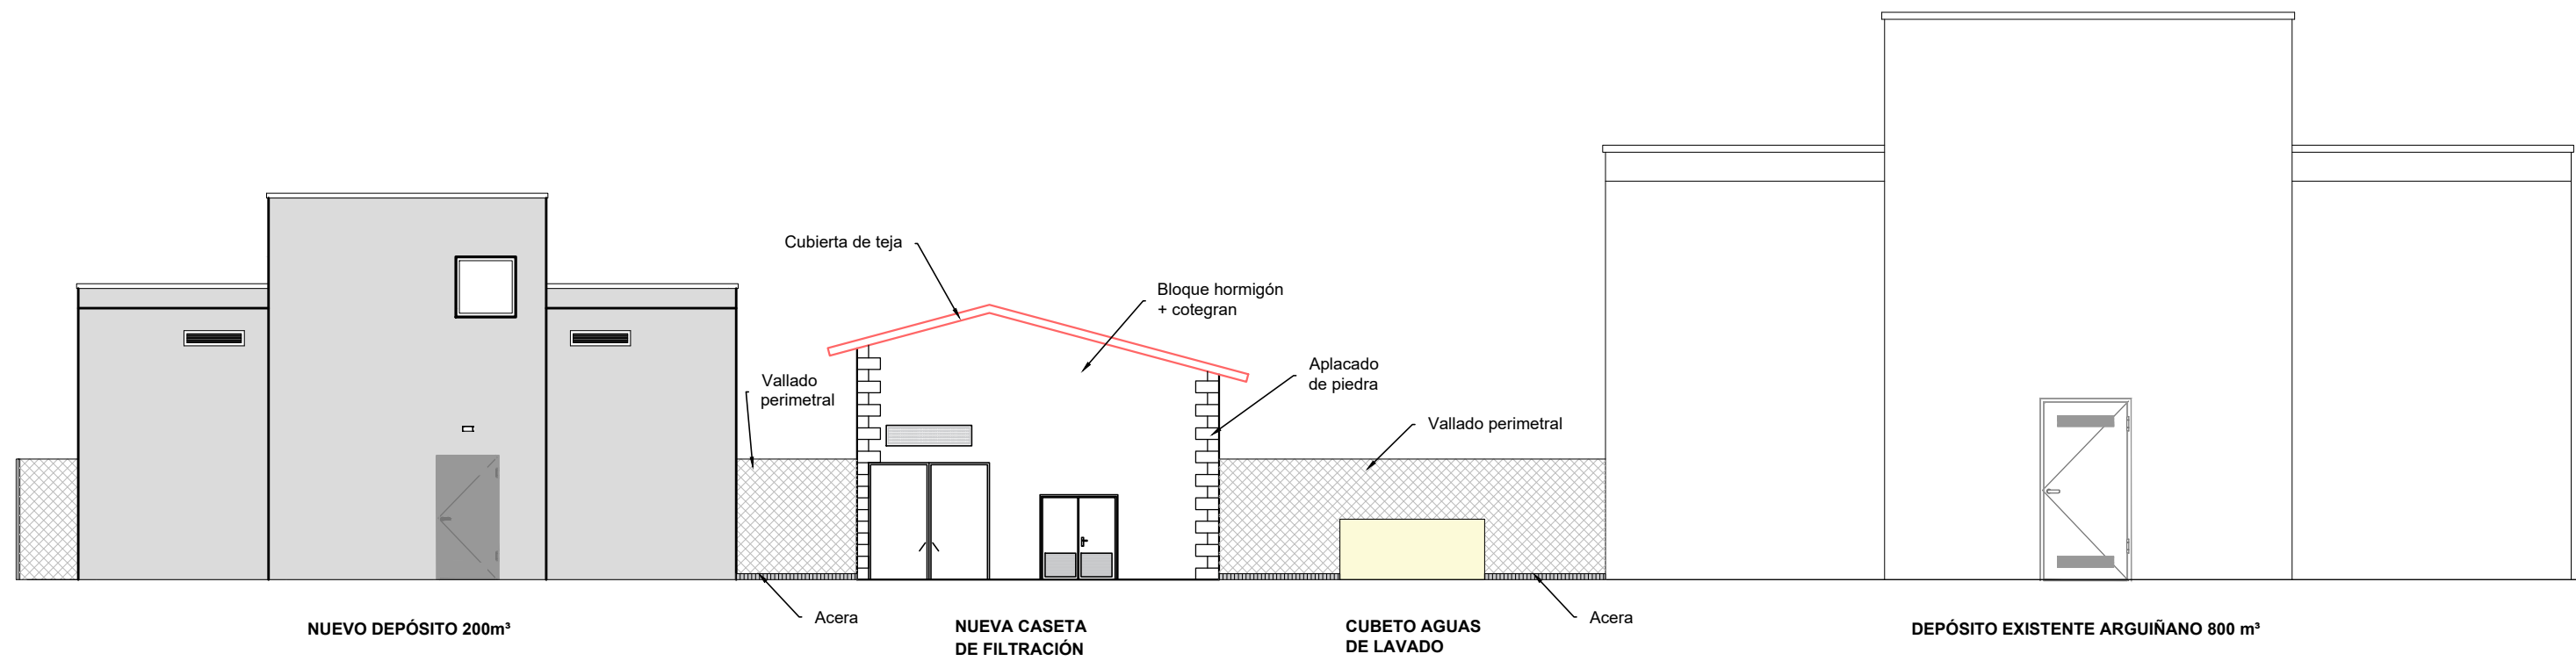 Cubierta de teja
Bloque hormigón
+ cotegran
Aplacado
de piedra
Vallado
perimetral
Vallado perimetral
Acera
Acera
NUEVO DEPÓSITO 200m³
NUEVA CASETA
DE FILTRACIÓN
CUBETO AGUAS
DE LAVADO
DEPÓSITO EXISTENTE ARGUIÑANO 800 m³